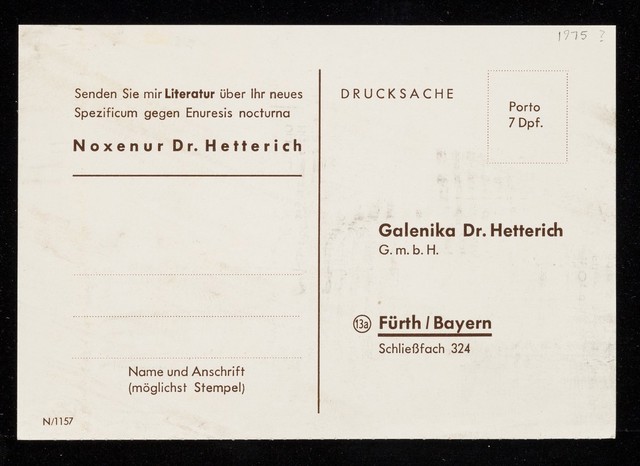 1975 ?
Senden Sie mir Literatur über Ihr neues
Spezificum gegen Enuresis nocturna
Noxenur Dr. Hetterich
Name und Anschrift
(möglichst Stempel)
N/1157
DRUCKSACHE
Porto
7 Dpf.
Galenika Dr. Hetterich
G. m. b. H.
13a Fürth / Bayern
Schließfach 324